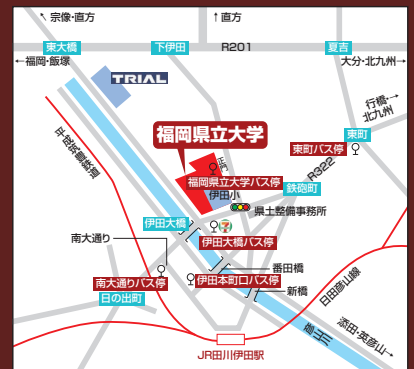 ↖宗像・直方
↑直方
東大橋
下伊田
R201
夏吉
←福岡・飯塚
大分・北九州→
TRIAL
行橋・
北九州→
東町
福岡県立大学
正門
東町バス停
平成筑豊鉄道
R322
福岡県立大学バス停
伊田小
鉄砲町
県土整備事務所
伊田大橋
南大通り
伊田大橋バス停
番田橋
南大通りバス停
伊田本町口バス停
日の出町
新橋
日田彦山線
彦山川
添田・英彦山→
JR田川伊田駅